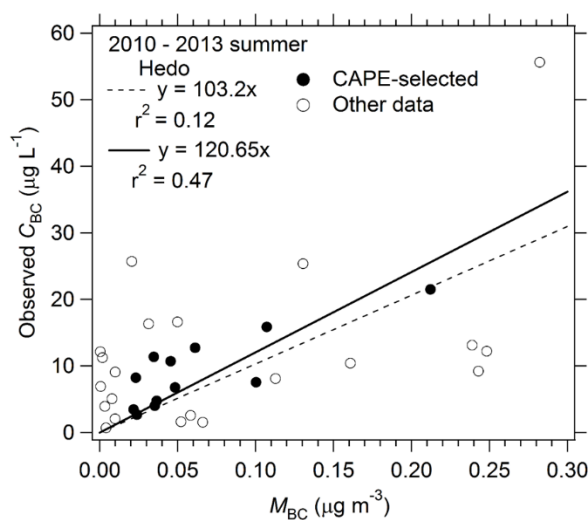 2010 - 2013 summer
Hedo
y = 103.2x
r² = 0.12
y = 120.65x
r² = 0.47
CAPE-selected
Other data
Observed C_BC (µg L⁻¹)
60
50
40
30
20
10
0
0.00 0.05 0.10 0.15 0.20 0.25 0.30
M_BC (µg m⁻³)